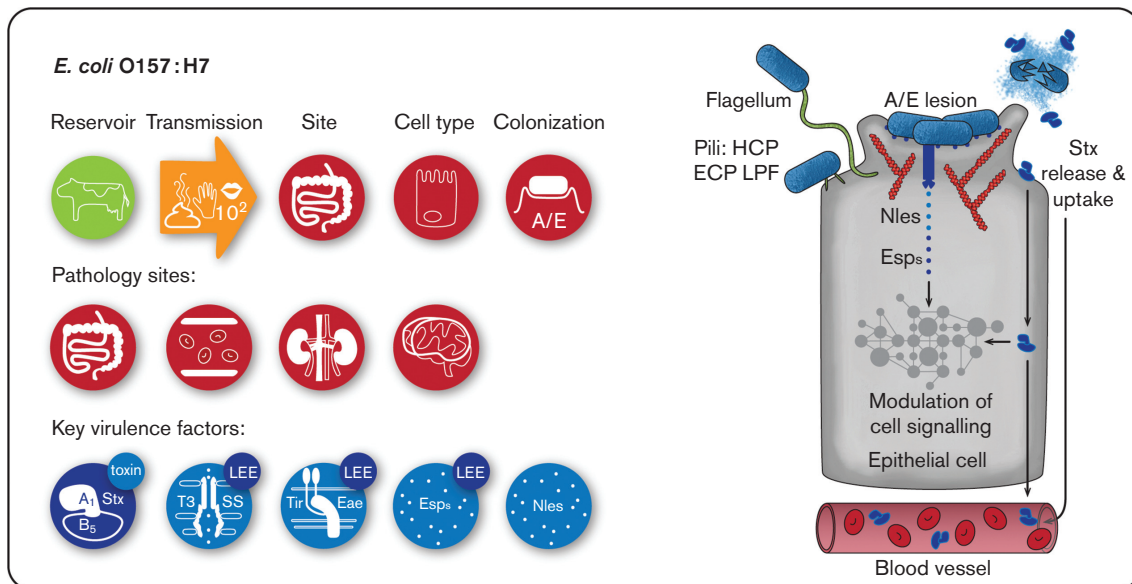 E. coli O157:H7
Reservoir Transmission Site Cell type Colonization
10²
A/E
Pathology sites:
Key virulence factors:
toxin
A₁ Stx
B₅
LEE
T3 SS
LEE
Tir Eae
LEE
Esps
Nles
Flagellum
A/E lesion
Pili: HCP
ECP LPF
Stx
release &
uptake
Nles
Esps
Modulation of
cell signalling
Epithelial cell
Blood vessel